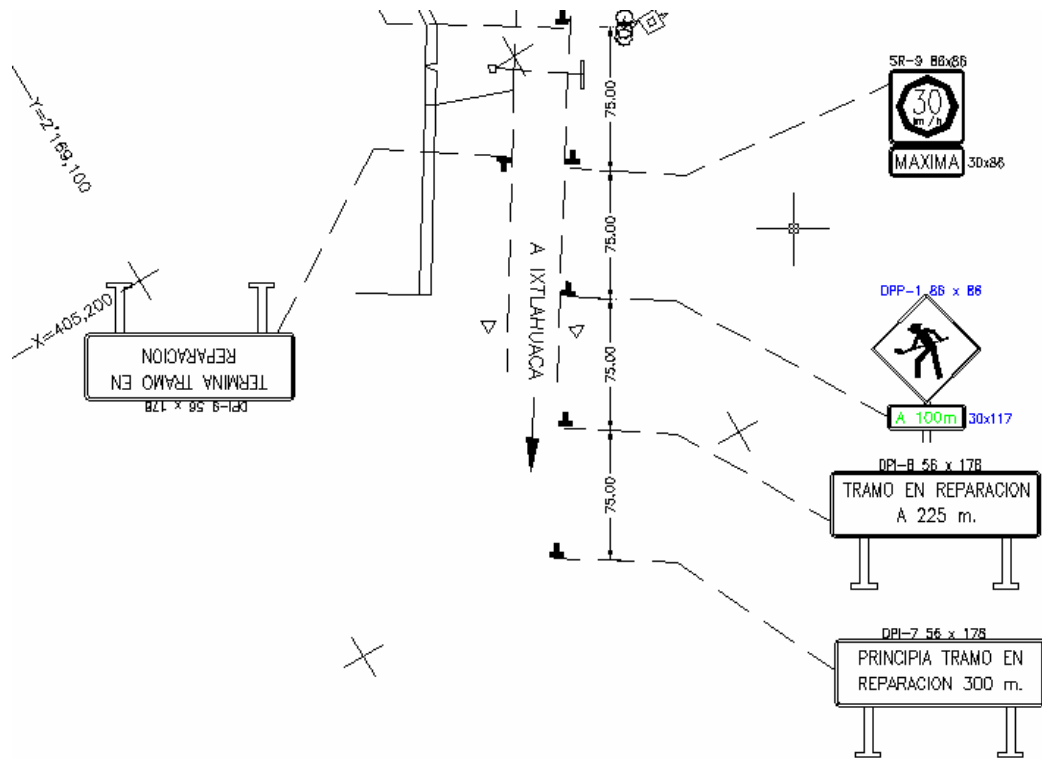 SR-9 86x86
30
km/h
MAXIMA
30x86
75.00
75.00
75.00
75.00
Y=2'169,100
X=405,200
A IXTLAHUACA
TERMINA TRAMO EN
REPARACION
DPI-9 56 x 178
DPP-1 86 x 86
A 100m
30x117
DPI-8 56 x 178
TRAMO EN REPARACION
A 225 m.
DPI-7 56 x 178
PRINCIPIA TRAMO EN
REPARACION 300 m.